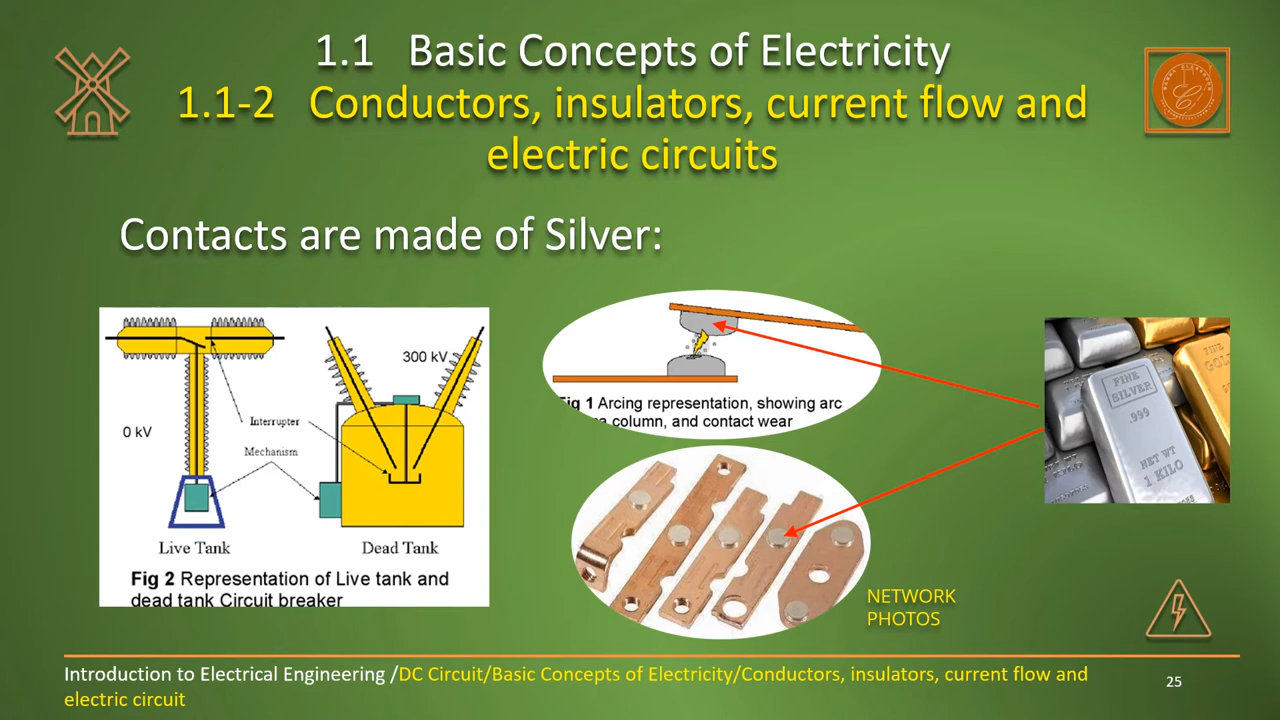 1.1 Basic Concepts of Electricity
1.1-2 Conductors, insulators, current flow and
electric circuits
Contacts are made of Silver:
300 kV
0 kV
Interrupter
Mechanism
Live Tank
Dead Tank
Fig 2 Representation of Live tank and
dead tank Circuit breaker
Fig 1 Arcing representation, showing arc
column, and contact wear
FINE
SILVER
.999
NET WT
1 KILO
FINE
NETWORK
PHOTOS
Introduction to Electrical Engineering /DC Circuit/Basic Concepts of Electricity/Conductors, insulators, current flow and
electric circuit
25